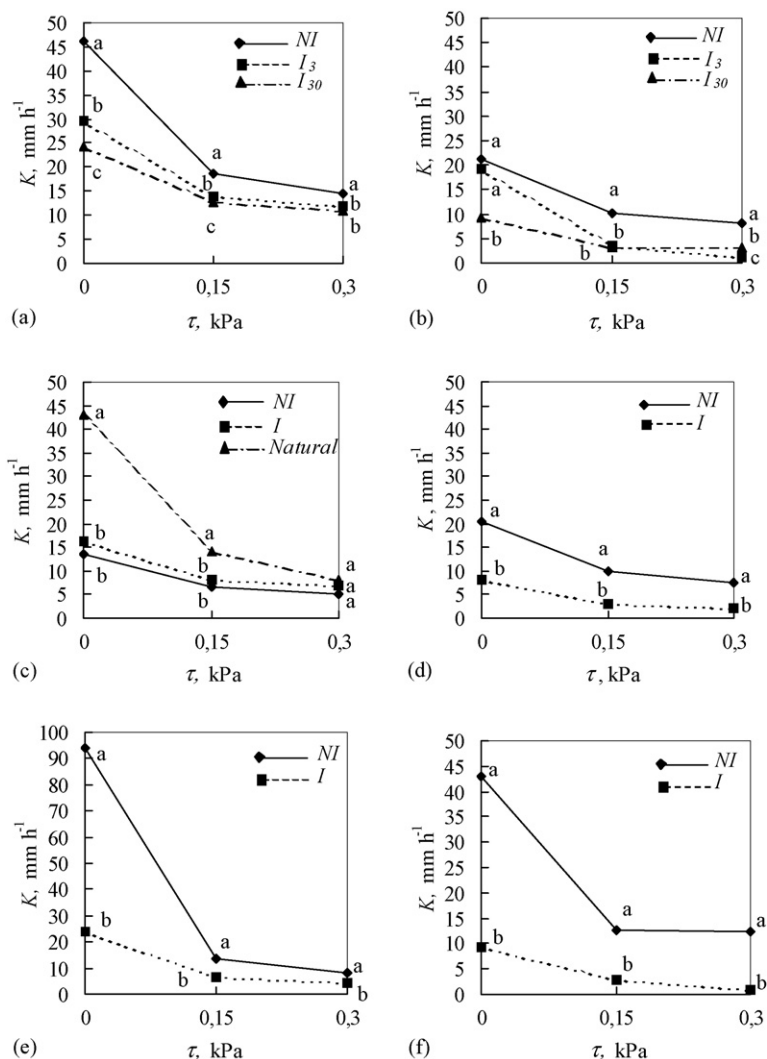 50
45
40
35
30
25
20
15
10
5
0
K, mm h-1
NI
I3
I30
a
b
c
a
b
c
a
b
b
0 0,15 0,3
(a) τ, kPa
50
45
40
35
30
25
20
15
10
5
0
K, mm h-1
NI
I3
I30
a
a
b
a
b
b
a
b
c
0 0,15 0,3
(b) τ, kPa
50
45
40
35
30
25
20
15
10
5
0
K, mm h-1
NI
I
Natural
a
b
b
a
b
b
a
a
a
0 0,15 0,3
(c) τ, kPa
50
45
40
35
30
25
20
15
10
5
0
K, mm h-1
NI
I
a
b
a
b
a
b
0 0,15 0,3
(d) τ, kPa
100
90
80
70
60
50
40
30
20
10
0
K, mm h-1
NI
I
a
b
a
b
a
b
0 0,15 0,3
(e) τ, kPa
50
45
40
35
30
25
20
15
10
5
0
K, mm h-1
NI
I
a
b
a
b
a
b
0 0,15 0,3
(f) τ, kPa